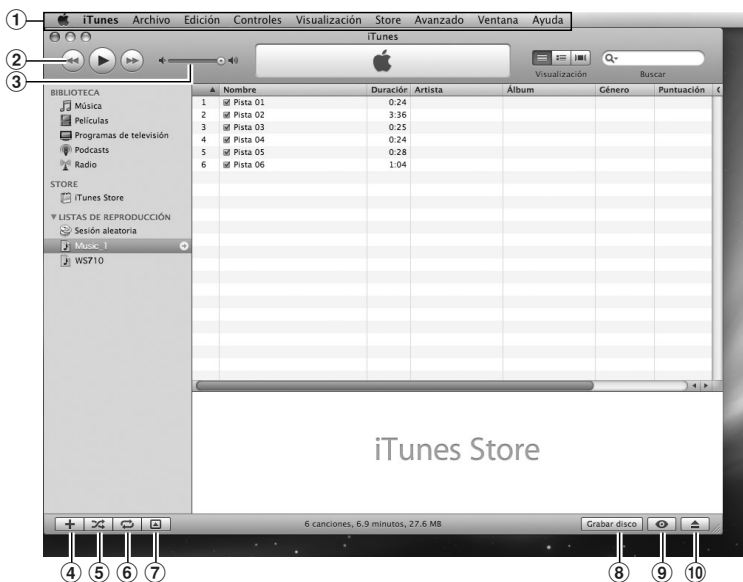 ① iTunes Archivo Edición Controles Visualización Store Avanzado Ventana Ayuda
iTunes
②
③
Visualización Buscar
BIBLIOTECA
Música
Películas
Programas de televisión
Podcasts
Radio
STORE
iTunes Store
LISTAS DE REPRODUCCIÓN
Sesión aleatoria
Music_1
WS710
Nombre Duración Artista Álbum Género Puntuación
1 Pista 01 0:24
2 Pista 02 3:36
3 Pista 03 0:25
4 Pista 04 0:24
5 Pista 05 0:28
6 Pista 06 1:04
iTunes Store
6 canciones, 6.9 minutos, 27.6 MB
Grabar disco
④ ⑤ ⑥ ⑦ ⑧ ⑨ ⑩